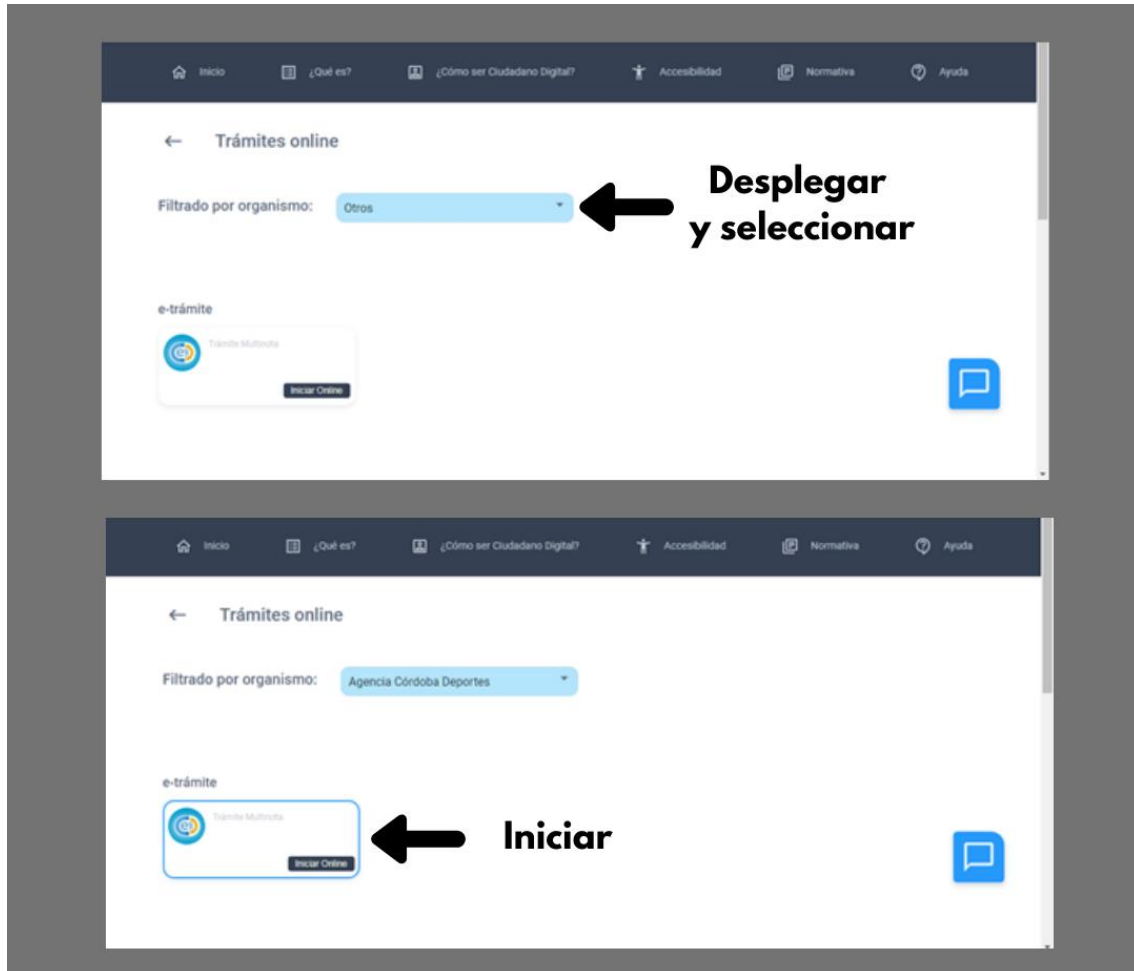 Inicio ¿Qué es? ¿Cómo ser Ciudadano Digital? Accesibilidad Normativa Ayuda
Trámites online
Filtrado por organismo: Otros
Desplegar
y seleccionar
e-trámite
Trámite Multinota
Iniciar Online
Inicio ¿Qué es? ¿Cómo ser Ciudadano Digital? Accesibilidad Normativa Ayuda
Trámites online
Filtrado por organismo: Agencia Córdoba Deportes
e-trámite
Trámite Multinota
Iniciar
Iniciar Online